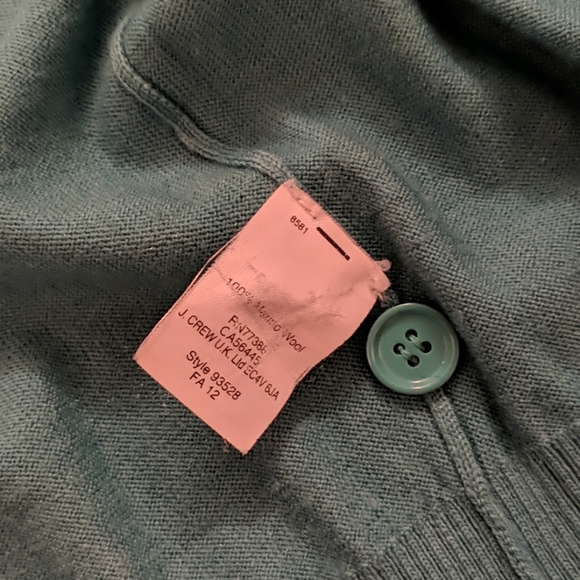 8581
100% Merino Wool
RN77388
CA56445
J. CREW U.K. Ltd EC4V 6JA
Style 93528
FA 12